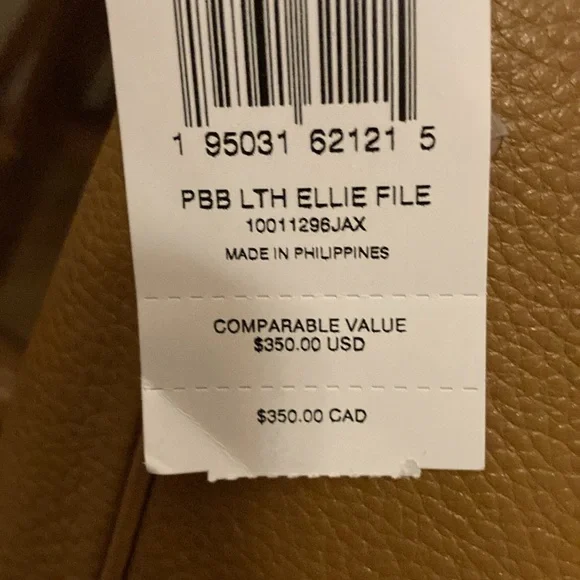 1 95031 62121 5
PBB LTH ELLIE FILE
10011296JAX
MADE IN PHILIPPINES
COMPARABLE VALUE
$350.00 USD
$350.00 CAD